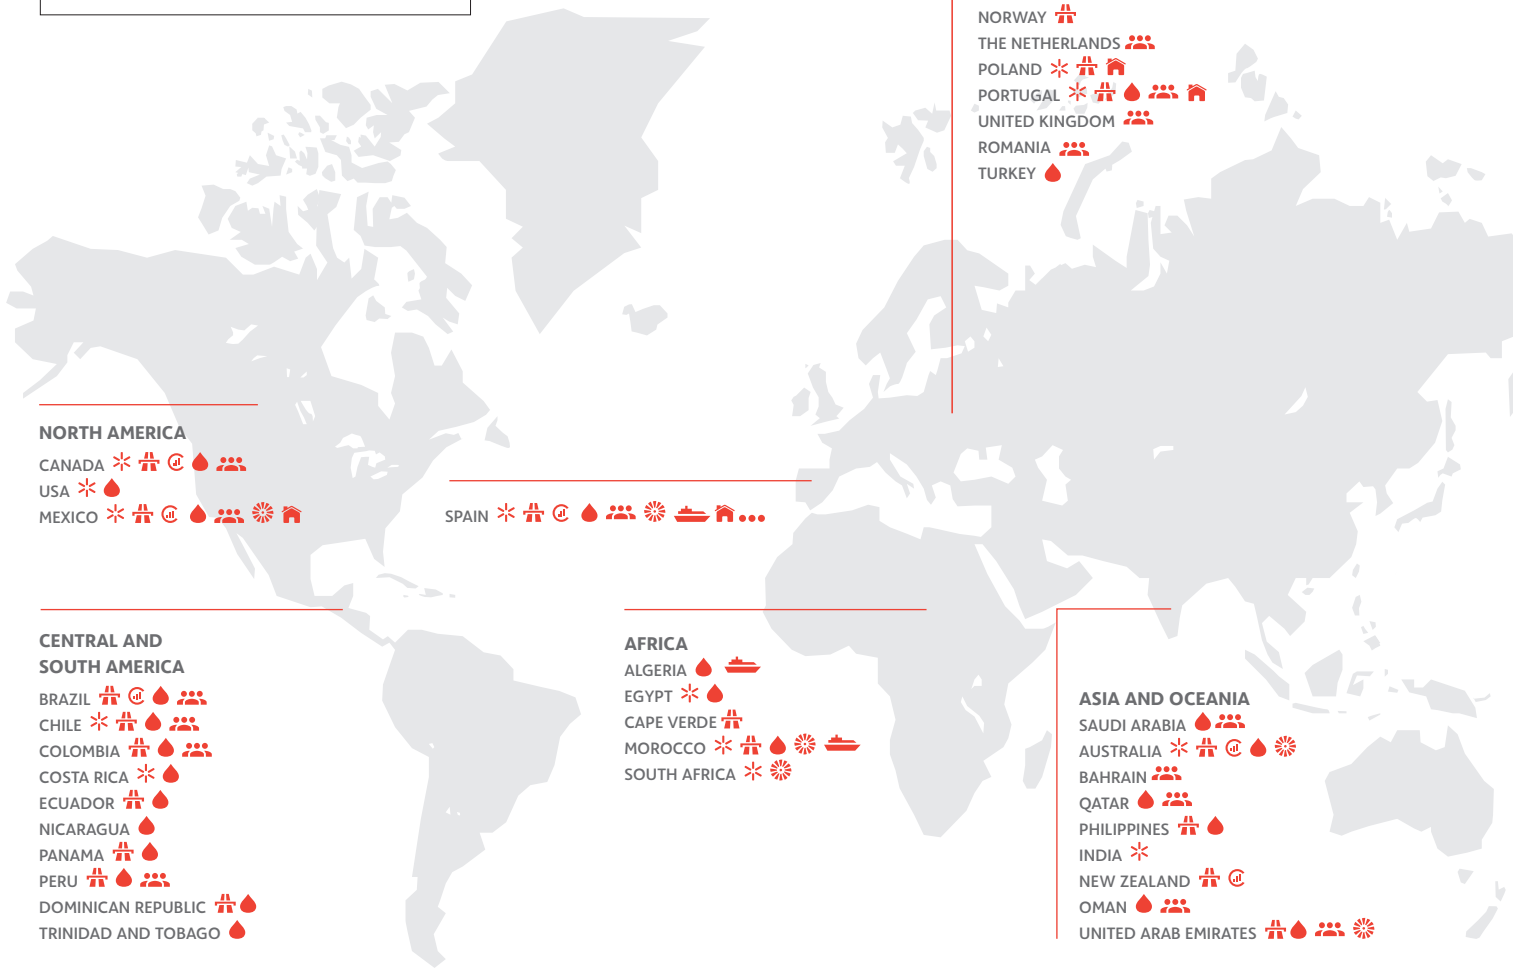 NORWAY
THE NETHERLANDS
POLAND
PORTUGAL
UNITED KINGDOM
ROMANIA
TURKEY
NORTH AMERICA
CANADA
USA
MEXICO
SPAIN
CENTRAL AND
SOUTH AMERICA
BRAZIL
CHILE
COLOMBIA
COSTA RICA
ECUADOR
NICARAGUA
PANAMA
PERU
DOMINICAN REPUBLIC
TRINIDAD AND TOBAGO
AFRICA
ALGERIA
EGYPT
CAPE VERDE
MOROCCO
SOUTH AFRICA
ASIA AND OCEANIA
SAUDI ARABIA
AUSTRALIA
BAHRAIN
QATAR
PHILIPPINES
INDIA
NEW ZEALAND
OMAN
UNITED ARAB EMIRATES